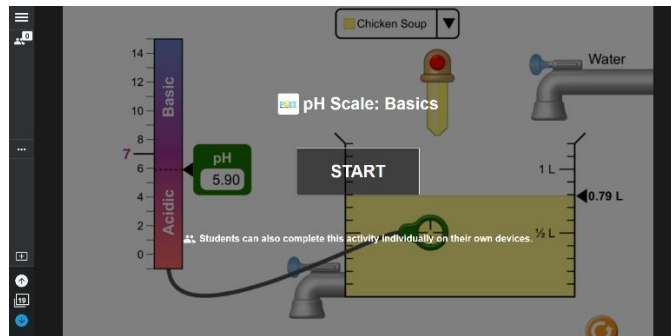 0
Chicken Soup
Water
14
12
10
8
7
6
4
2
0
Basic
Acidic
PhET
pH Scale: Basics
pH
5.90
START
1 L
0.79 L
½ L
Students can also complete this activity individually on their own devices.
19